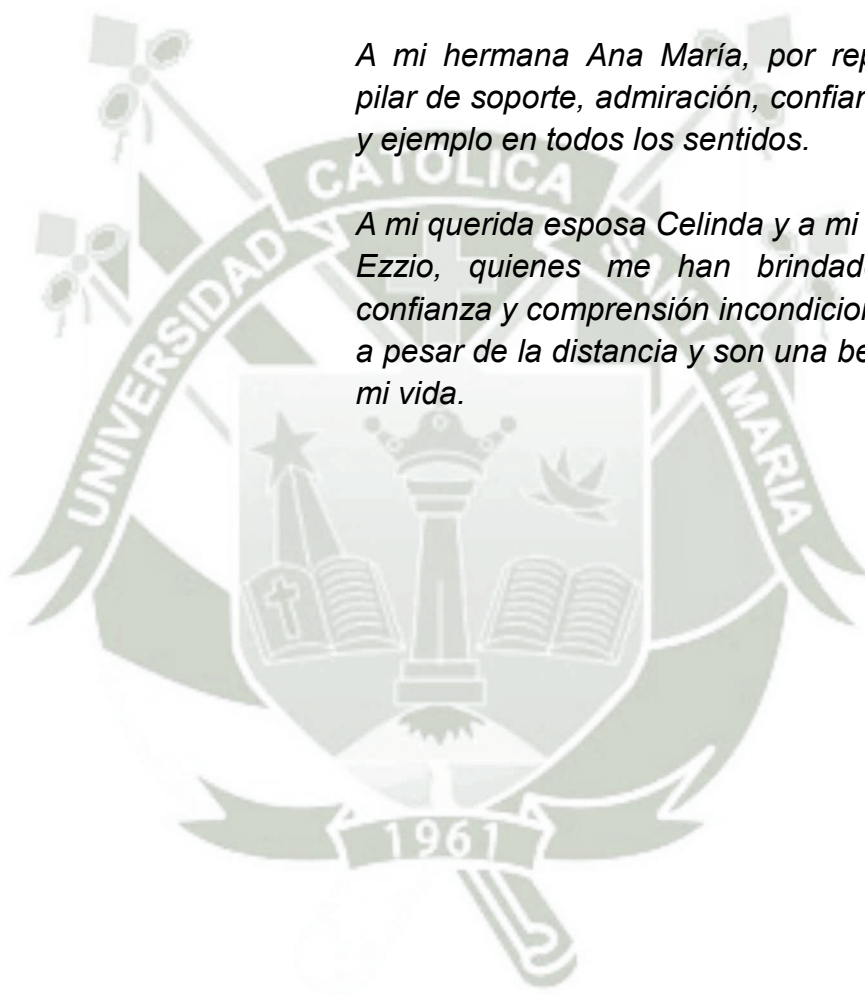 A mi hermana Ana María, por rep
pilar de soporte, admiración, confiar
y ejemplo en todos los sentidos.
A mi querida esposa Celinda y a mi
Ezzio, quienes me han brindad
confianza y comprensión incondicion
a pesar de la distancia y son una be
mi vida.
UNIVERSIDAD CATOLICA SANTA MARIA
1961